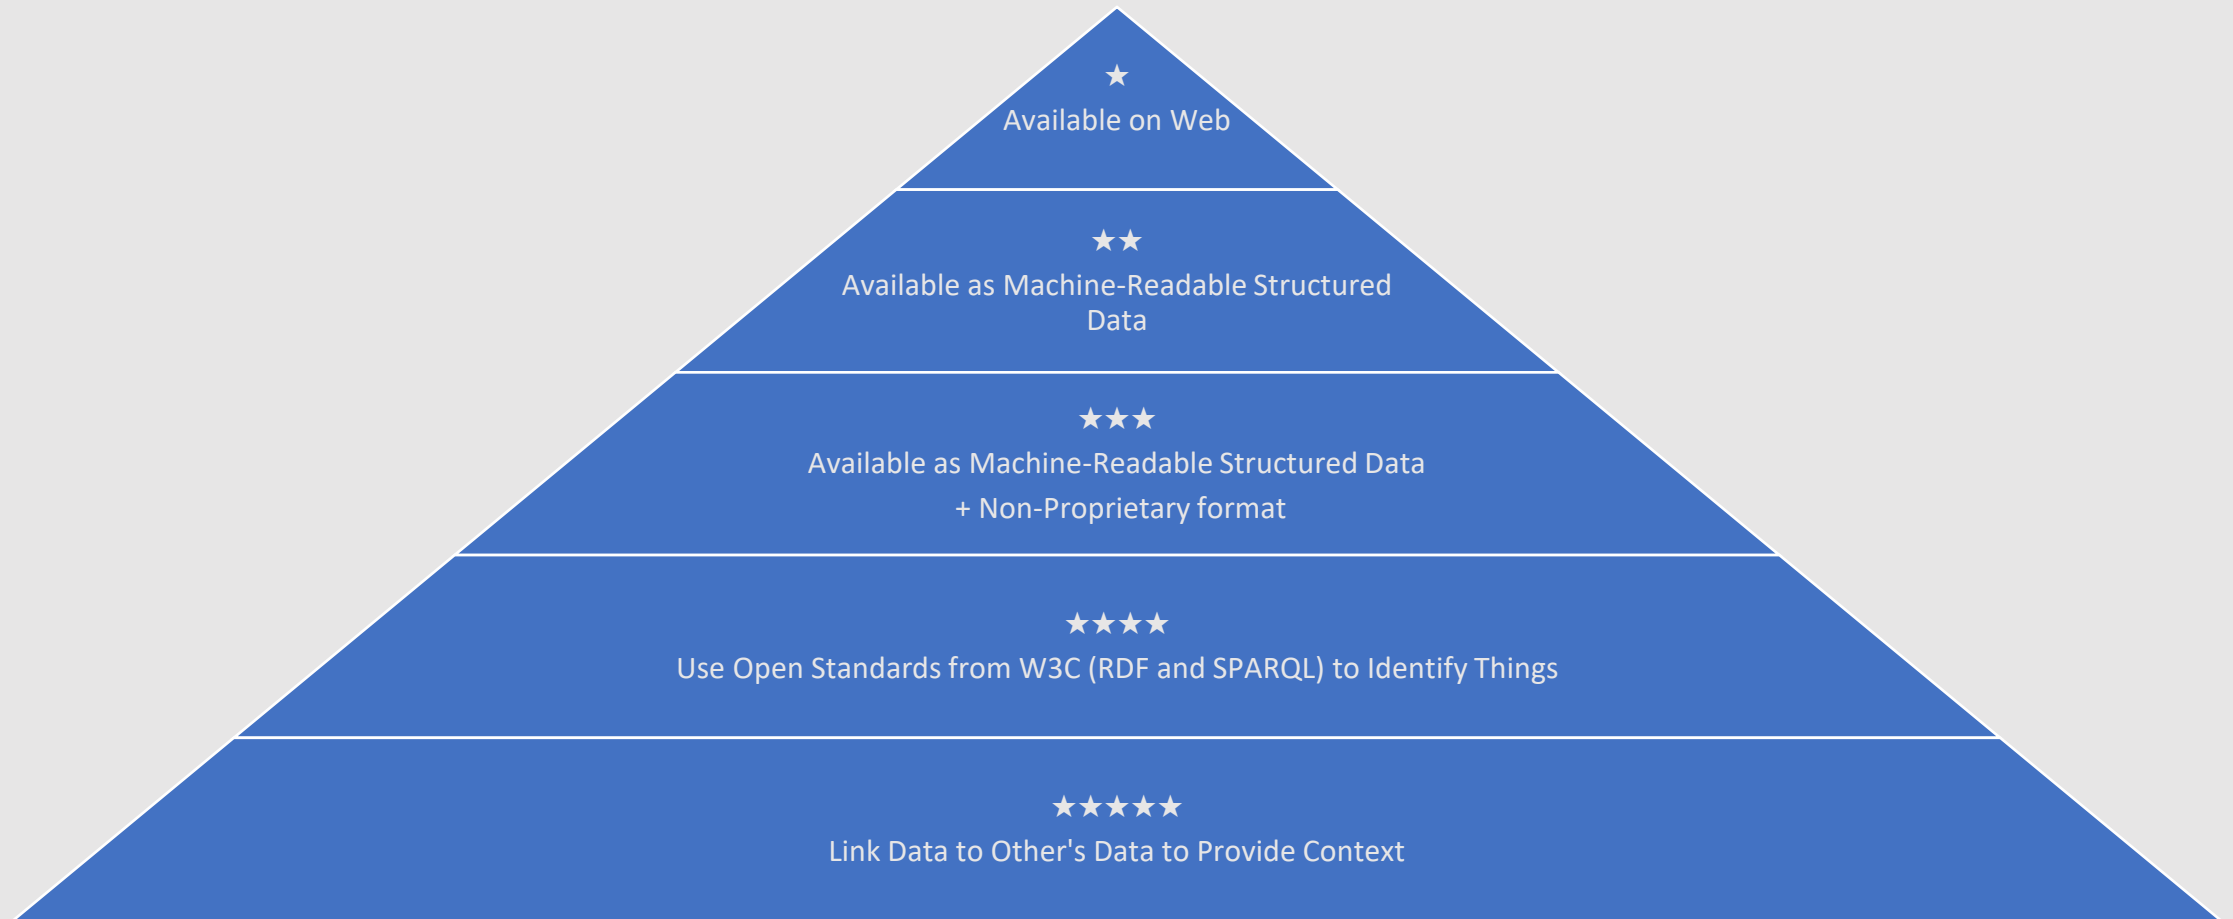 ★
Available on Web
★★
Available as Machine-Readable Structured
Data
★★★
Available as Machine-Readable Structured Data
+ Non-Proprietary format
★★★★
Use Open Standards from W3C (RDF and SPARQL) to Identify Things
★★★★★
Link Data to Other's Data to Provide Context